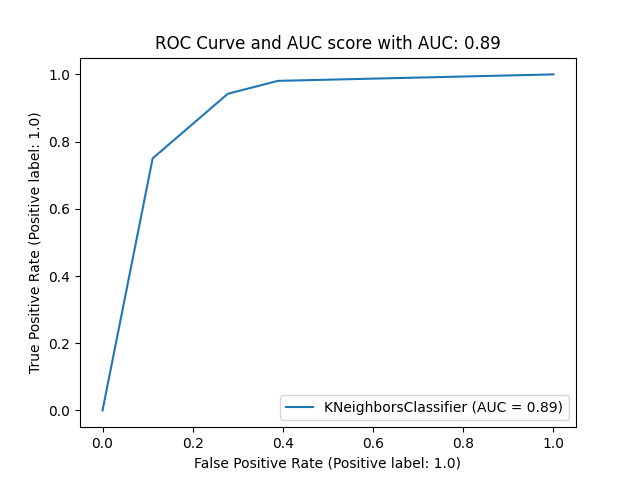 ROC Curve and AUC score with AUC: 0.89
True Positive Rate (Positive label: 1.0)
1.0
0.8
0.6
0.4
0.2
0.0
KNeighborsClassifier (AUC = 0.89)
0.0 0.2 0.4 0.6 0.8 1.0
False Positive Rate (Positive label: 1.0)